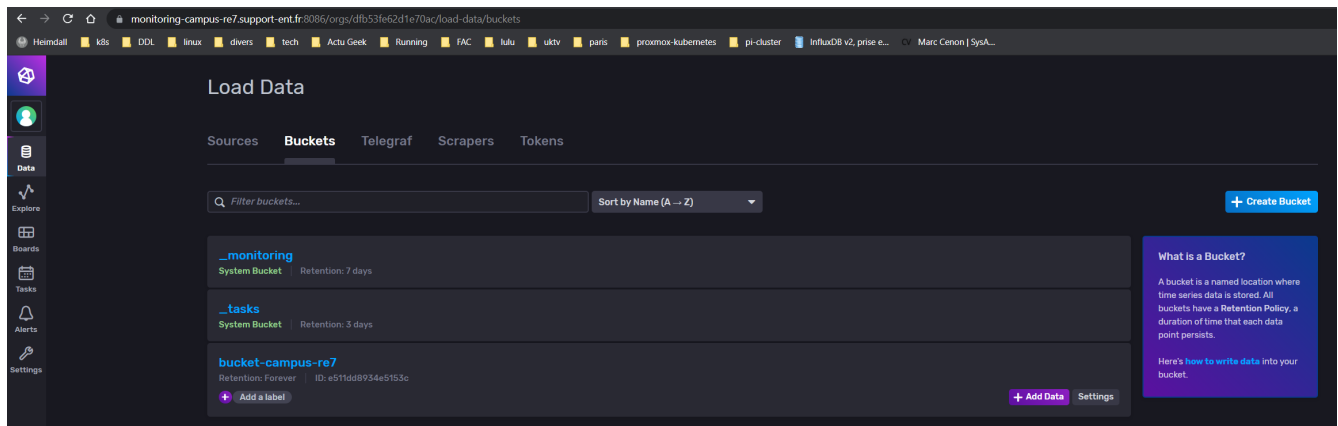 monitoring-campus-re7.support-ent.fr:8086/orgs/dfb53fe62d1e70ac/load-data/buckets
Heimdall k8s DDL linux divers tech Actu Geek Running FAC lulu uktv paris proxmox-kubernetes pi-cluster InfluxDB v2, prise e... CV Marc Cenon | SysA...
Load Data
Sources Buckets Telegraf Scrapers Tokens
Data
Explore
Boards
Tasks
Alerts
Settings
Filter buckets... Sort by Name (A → Z) + Create Bucket
_monitoring
System Bucket Retention: 7 days
_tasks
System Bucket Retention: 3 days
bucket-campus-re7
Retention: Forever ID: e511dd8934e5153c
+ Add a label + Add Data Settings
What is a Bucket?
A bucket is a named location where
time series data is stored. All
buckets have a Retention Policy, a
duration of time that each data
point persists.
Here's how to write data into your
bucket.